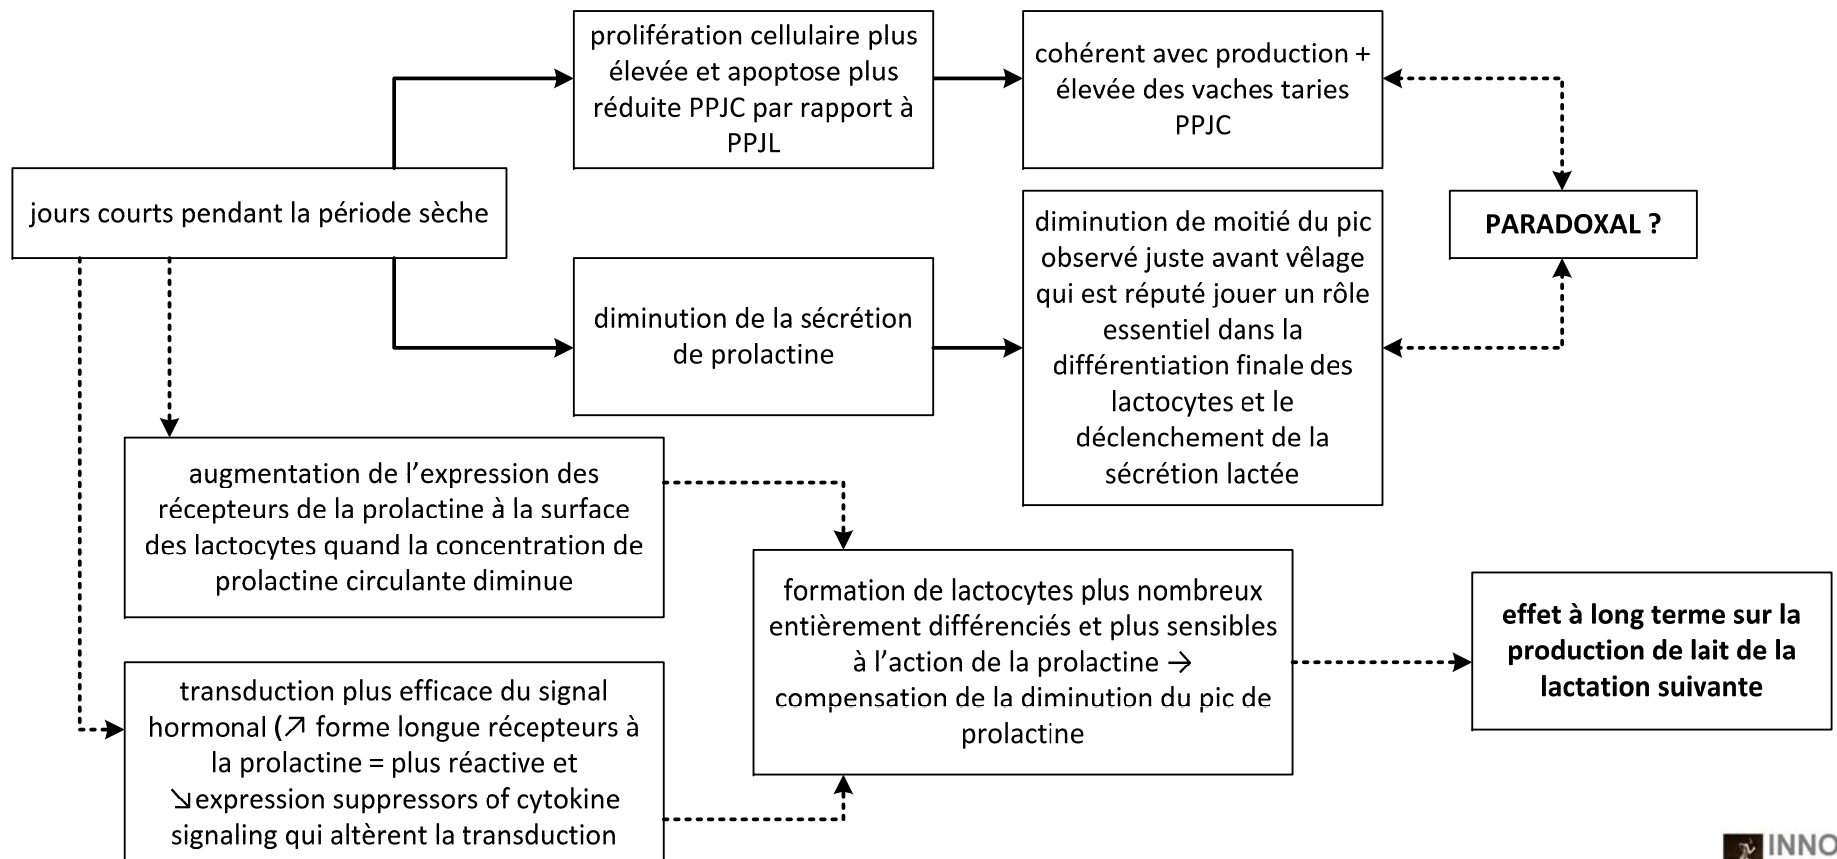 prolifération cellulaire plus
élevée et apoptose plus
réduite PPJC par rapport à
PPJL
cohérent avec production +
élevée des vaches taries
PPJC
jours courts pendant la période sèche
PARADOXAL ?
diminution de la sécrétion
de prolactine
diminution de moitié du pic
observé juste avant vêlage
qui est réputé jouer un rôle
essentiel dans la
différentiation finale des
lactocytes et le
déclenchement de la
sécrétion lactée
augmentation de l’expression des
récepteurs de la prolactine à la surface
des lactocytes quand la concentration de
prolactine circulante diminue
transduction plus efficace du signal
hormonal (↗ forme longue récepteurs à
la prolactine = plus réactive et
↘expression suppressors of cytokine
signaling qui altèrent la transduction
formation de lactocytes plus nombreux
entièrement différenciés et plus sensibles
à l’action de la prolactine →
compensation de la diminution du pic de
prolactine
effet à long terme sur la
production de lait de la
lactation suivante
INNO